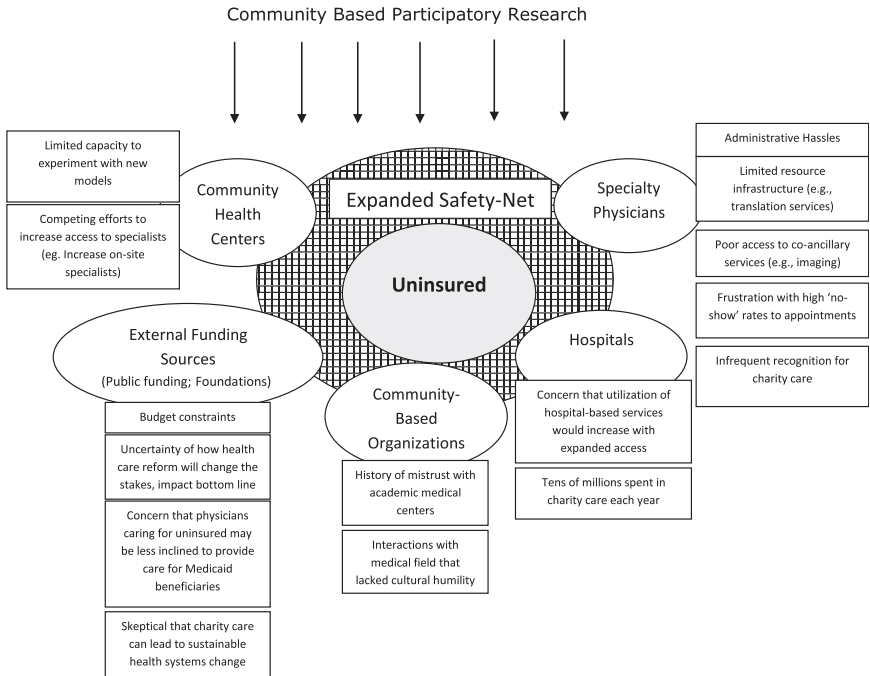 Community Based Participatory Research
Limited capacity to
experiment with new
models
Competing efforts to
increase access to specialists
(eg. Increase on-site
specialists)
Community
Health
Centers
Expanded Safety-Net
Uninsured
Specialty
Physicians
Administrative Hassles
Limited resource
infrastructure (e.g.,
translation services)
Poor access to co-ancillary
services (e.g., imaging)
Frustration with high ‘no-
show’ rates to appointments
Infrequent recognition for
charity care
External Funding
Sources
(Public funding; Foundations)
Budget constraints
Uncertainty of how health
care reform will change the
stakes, impact bottom line
Concern that physicians
caring for uninsured may
be less inclined to provide
care for Medicaid
beneficiaries
Skeptical that charity care
can lead to sustainable
health systems change
Community-
Based
Organizations
History of mistrust with
academic medical
centers
Interactions with
medical field that
lacked cultural humility
Hospitals
Concern that utilization of
hospital-based services
would increase with
expanded access
Tens of millions spent in
charity care each year